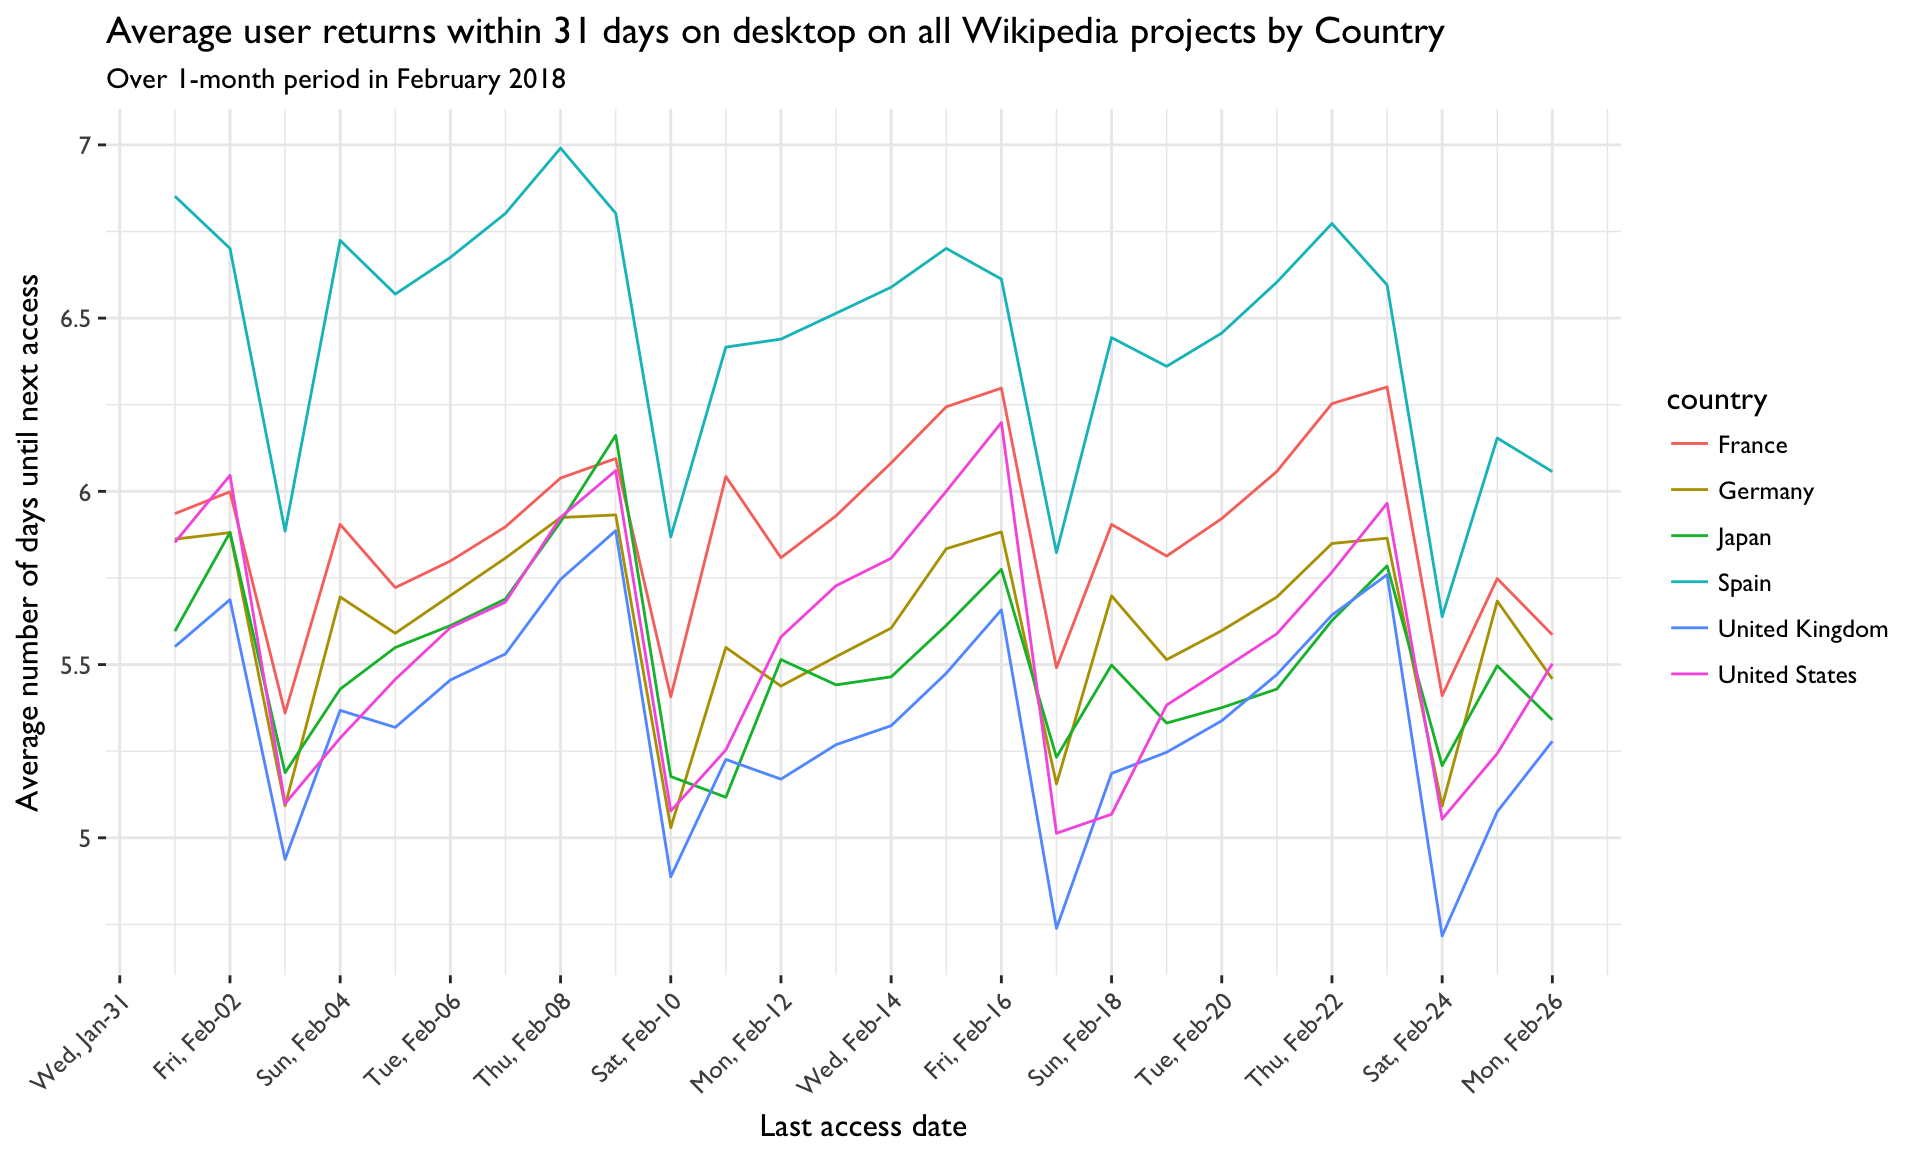 Average user returns within 31 days on desktop on all Wikipedia projects by Country
Over 1-month period in February 2018
Average number of days until next access
7
6.5
6
5.5
5
Wed, Jan-31
Fri, Feb-02
Sun, Feb-04
Tue, Feb-06
Thu, Feb-08
Sat, Feb-10
Mon, Feb-12
Wed, Feb-14
Fri, Feb-16
Sun, Feb-18
Tue, Feb-20
Thu, Feb-22
Sat, Feb-24
Mon, Feb-26
Last access date
country
France
Germany
Japan
Spain
United Kingdom
United States